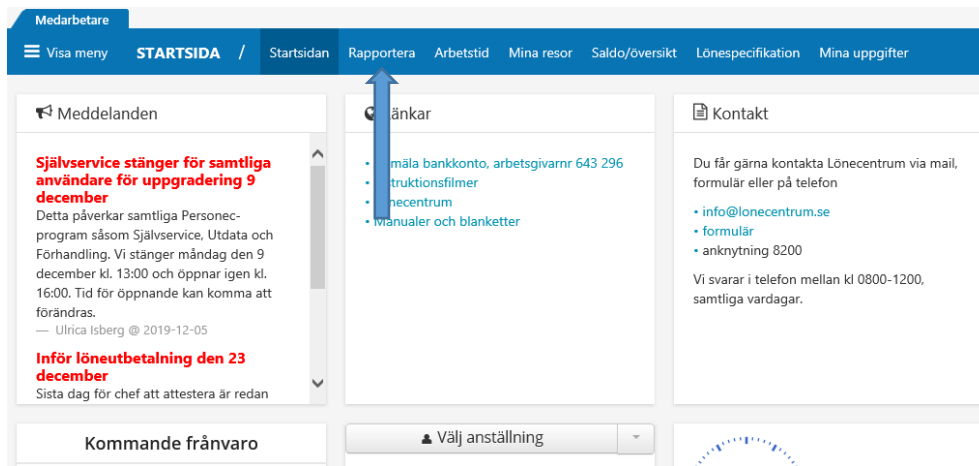 Medarbetare
Visa meny STARTSIDA / Startsidan Rapportera Arbetstid Mina resor Saldo/översikt Lönespecifikation Mina uppgifter
Meddelanden
Självservice stänger för samtliga
användare för uppgradering 9
december
Detta påverkar samtliga Personec-
program såsom Självservice, Utdata och
Förhandling. Vi stänger måndag den 9
december kl. 13:00 och öppnar igen kl.
16:00. Tid för öppnande kan komma att
förändras.
— Ulrica Isberg @ 2019-12-05
Inför löneutbetalning den 23
december
Sista dag för chef att attestera är redan
Länkar
• bankkonto, arbetsgivarnr 643 296
•
•
• Manualer och blanketter
Kontakt
Du får gärna kontakta Lönecentrum via mail,
formulär eller på telefon
• info@lonecentrum.se
• formulär
• anknytning 8200
Vi svarar i telefon mellan kl 0800-1200,
samtliga vardagar.
Kommande frånvaro
Välj anställning